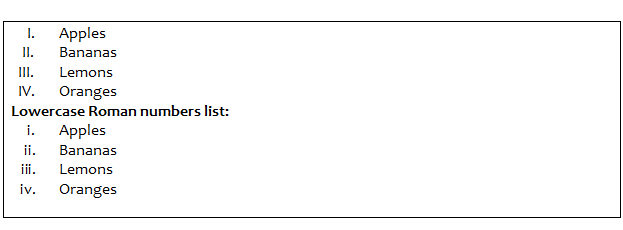 I. Apples
II. Bananas
III. Lemons
IV. Oranges
Lowercase Roman numbers list:
i. Apples
ii. Bananas
iii. Lemons
iv. Oranges